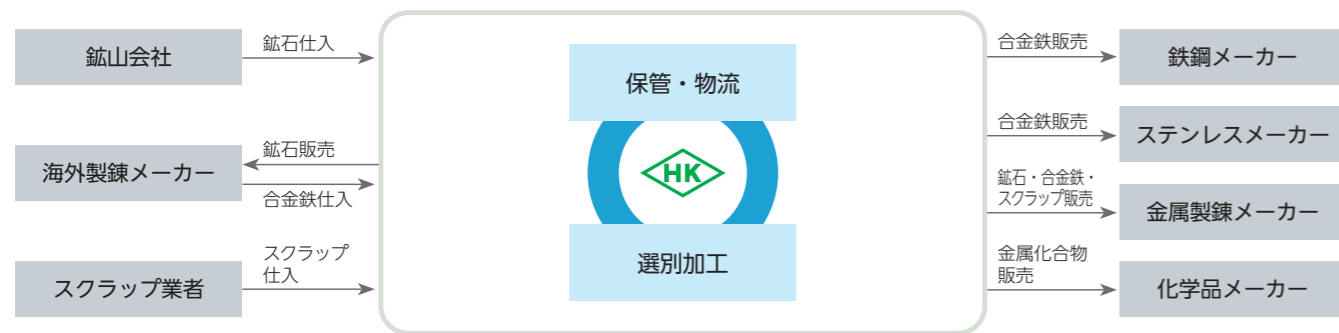 鉱山会社
鉱石仕入
海外製錬メーカー
鉱石販売
合金鉄仕入
スクラップ業者
スクラップ
仕入
保管・物流
HK
選別加工
合金鉄販売
鉄鋼メーカー
合金鉄販売
ステンレスメーカー
鉱石・合金鉄・
スクラップ販売
金属製錬メーカー
金属化合物
販売
化学品メーカー